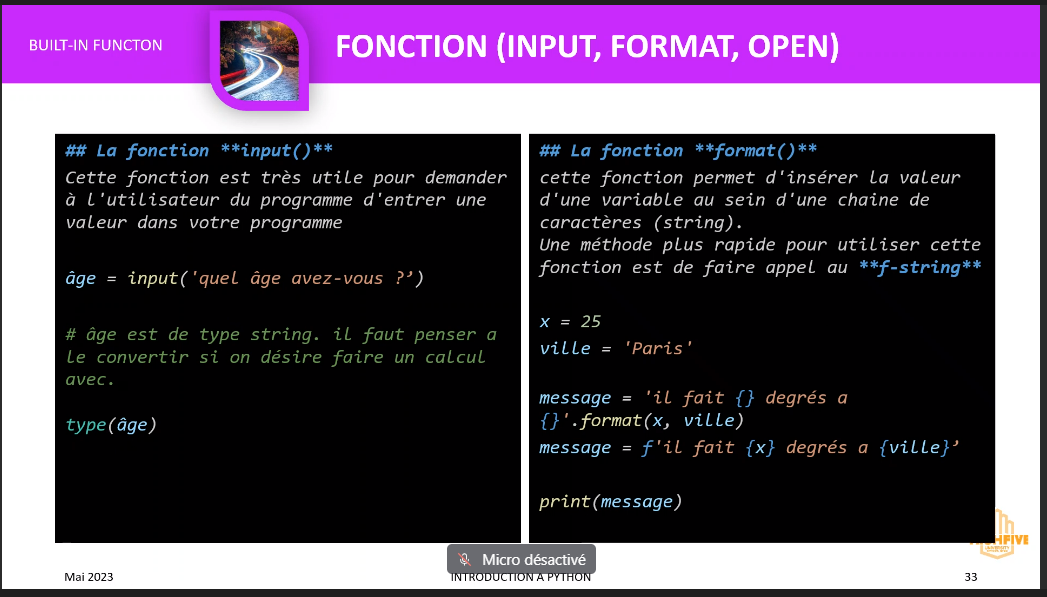 BUILT-IN FUNCTON
FONCTION (INPUT, FORMAT, OPEN)
## La fonction **input()**
Cette fonction est très utile pour demander
à l'utilisateur du programme d'entrer une
valeur dans votre programme
âge = input('quel âge avez-vous ?’)
# âge est de type string. il faut penser a
le convertir si on désire faire un calcul
avec.
type(âge)
## La fonction **format()**
cette fonction permet d'insérer la valeur
d'une variable au sein d'une chaine de
caractères (string).
Une méthode plus rapide pour utiliser cette
fonction est de faire appel au **f-string**
x = 25
ville = 'Paris'
message = 'il fait {} degrés a
{}'.format(x, ville)
message = f'il fait {x} degrés a {ville}’
print(message)
Micro désactivé
Mai 2023
INTRODUCTION A PYTHON
33